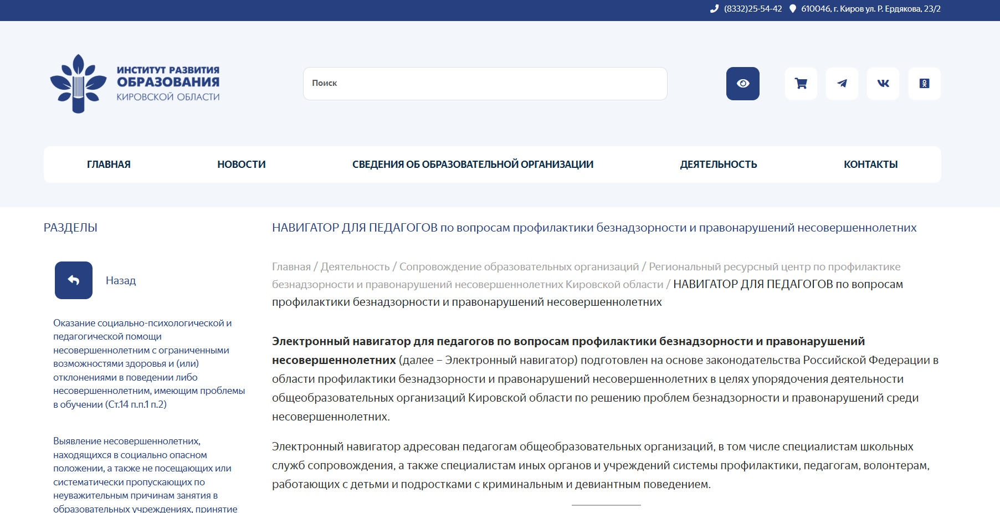 (8332)25-54-42 610046, г. Киров ул. Р. Ердякова, 23/2
ИНСТИТУТ РАЗВИТИЯ
ОБРАЗОВАНИЯ
КИРОВСКОЙ ОБЛАСТИ
Поиск
ГЛАВНАЯ НОВОСТИ СВЕДЕНИЯ ОБ ОБРАЗОВАТЕЛЬНОЙ ОРГАНИЗАЦИИ ДЕЯТЕЛЬНОСТЬ КОНТАКТЫ
РАЗДЕЛЫ
Назад
Оказание социально-психологической и
педагогической помощи
несовершеннолетним с ограниченными
возможностями здоровья и (или)
отклонениями в поведении либо
несовершеннолетним, имеющим проблемы
в обучении (Ст.14 п.п.1 п.2)
Выявление несовершеннолетних,
находящихся в социально опасном
положении, а также не посещающих или
систематически пропускающих по
неуважительным причинам занятия в
образовательных учреждениях, принятие
НАВИГАТОР ДЛЯ ПЕДАГОГОВ по вопросам профилактики безнадзорности и правонарушений несовершеннолетних
Главная / Деятельность / Сопровождение образовательных организаций / Региональный ресурсный центр по профилактике
безнадзорности и правонарушений несовершеннолетних Кировской области / НАВИГАТОР ДЛЯ ПЕДАГОГОВ по вопросам
профилактики безнадзорности и правонарушений несовершеннолетних
Электронный навигатор для педагогов по вопросам профилактики безнадзорности и правонарушений
несовершеннолетних (далее – Электронный навигатор) подготовлен на основе законодательства Российской Федерации в
области профилактики безнадзорности и правонарушений несовершеннолетних в целях упорядочения деятельности
общеобразовательных организаций Кировской области по решению проблем безнадзорности и правонарушений среди
несовершеннолетних.
Электронный навигатор адресован педагогам общеобразовательных организаций, в том числе специалистам школьных
служб сопровождения, а также специалистам иных органов и учреждений системы профилактики, педагогам, волонтерам,
работающих с детьми и подростками с криминальным и девиантным поведением.